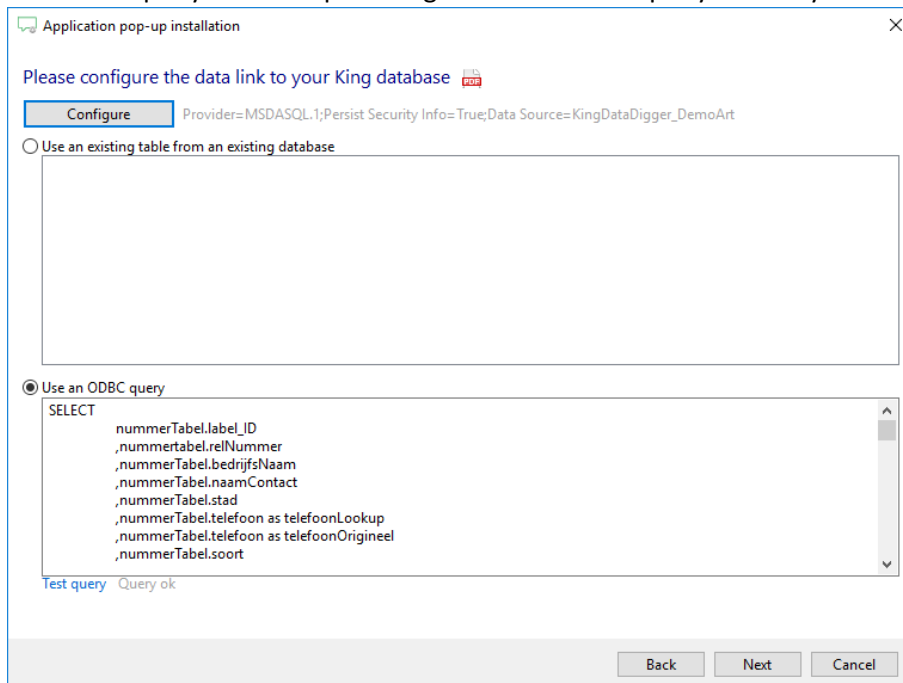 Application pop-up installation
Please configure the data link to your King database
PDF
Configure Provider=MSDASQL.1;Persist Security Info=True;Data Source=KingDataDigger_DemoArt
Use an existing table from an existing database
Use an ODBC query
SELECT
nummerTabel.label_ID
,nummertabel.relNummer
,nummerTabel.bedrijfsNaam
,nummerTabel.naamContact
,nummerTabel.stad
,nummerTabel.telefoon as telefoonLookup
,nummerTabel.telefoon as telefoonOrigineel
,nummerTabel.soort
Test query Query ok
Back Next Cancel